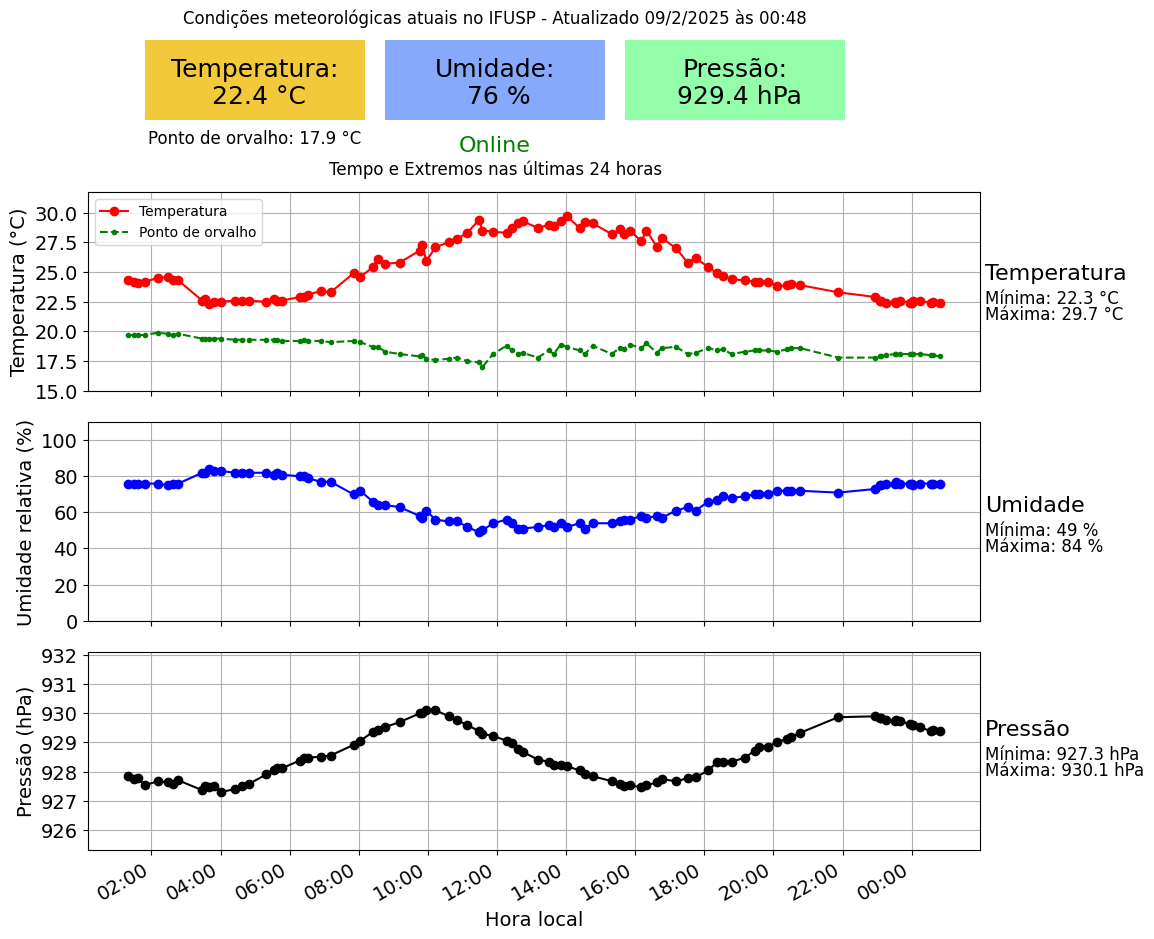 Condições meteorológicas atuais no IFUSP - Atualizado 09/2/2025 às 00:48
Temperatura:
22.4 °C
Umidade:
76 %
Pressão:
929.4 hPa
Ponto de orvalho: 17.9 °C
Online
Tempo e Extremos nas últimas 24 horas
Temperatura (°C)
30.0
27.5
25.0
22.5
20.0
17.5
15.0
Temperatura
Ponto de orvalho
Temperatura
Mínima: 22.3 °C
Máxima: 29.7 °C
Umidade relativa (%)
100
80
60
40
20
0
Umidade
Mínima: 49 %
Máxima: 84 %
Pressão (hPa)
932
931
930
929
928
927
926
Pressão
Mínima: 927.3 hPa
Máxima: 930.1 hPa
02:00 04:00 06:00 08:00 10:00 12:00 14:00 16:00 18:00 20:00 22:00 00:00
Hora local